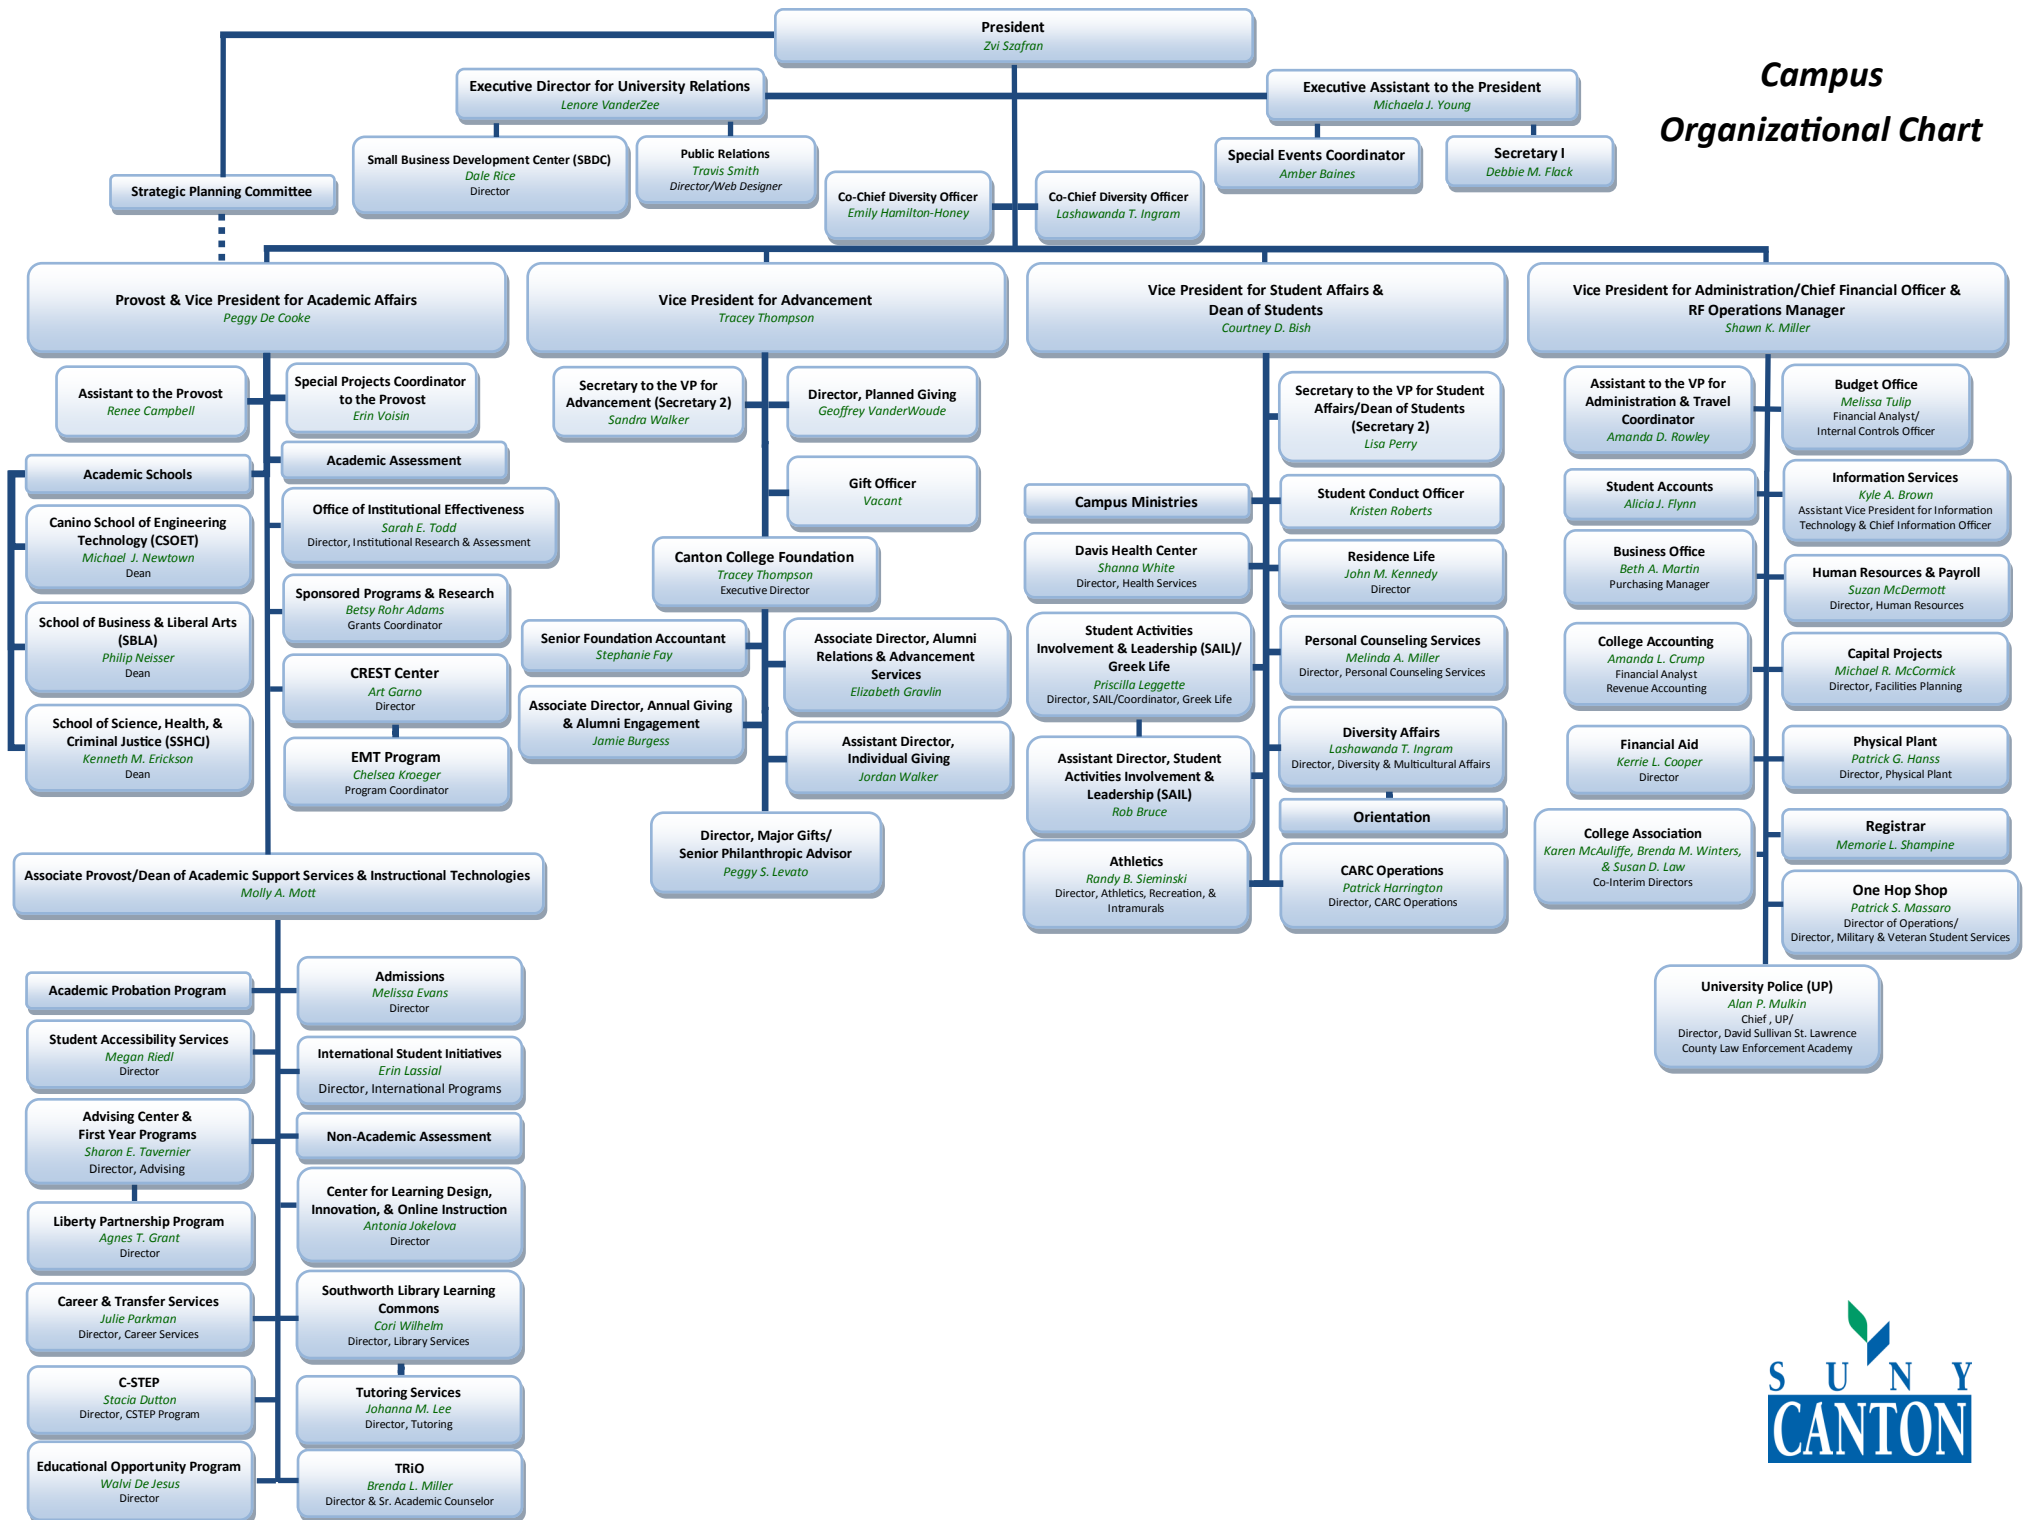 President
Zvi Szafran
Campus
Organizational Chart
Executive Director for University Relations
Lenore VanderZee
Executive Assistant to the President
Michaela J. Young
Small Business Development Center (SBDC)
Dale Rice
Director
Public Relations
Travis Smith
Director/Web Designer
Special Events Coordinator
Amber Baines
Secretary I
Debbie M. Flack
Strategic Planning Committee
Co-Chief Diversity Officer
Emily Hamilton-Honey
Co-Chief Diversity Officer
Lashawanda T. Ingram
Provost & Vice President for Academic Affairs
Peggy De Cooke
Vice President for Advancement
Tracey Thompson
Vice President for Student Affairs &
Dean of Students
Courtney D. Bish
Vice President for Administration/Chief Financial Officer &
RF Operations Manager
Shawn K. Miller
Assistant to the Provost
Renee Campbell
Special Projects Coordinator
to the Provost
Erin Voisin
Academic Schools
Academic Assessment
Canino School of Engineering
Technology (CSOET)
Michael J. Newtown
Dean
Office of Institutional Effectiveness
Sarah E. Todd
Director, Institutional Research & Assessment
School of Business & Liberal Arts
(SBLA)
Philip Neisser
Dean
Sponsored Programs & Research
Betsy Rohr Adams
Grants Coordinator
CREST Center
Art Garno
Director
School of Science, Health, &
Criminal Justice (SSHCJ)
Kenneth M. Erickson
Dean
EMT Program
Chelsea Kroeger
Program Coordinator
Associate Provost/Dean of Academic Support Services & Instructional Technologies
Molly A. Mott
Academic Probation Program
Admissions
Melissa Evans
Director
Student Accessibility Services
Megan Riedl
Director
International Student Initiatives
Erin Lassial
Director, International Programs
Advising Center &
First Year Programs
Sharon E. Tavernier
Director, Advising
Non-Academic Assessment
Liberty Partnership Program
Agnes T. Grant
Director
Center for Learning Design,
Innovation, & Online Instruction
Antonia Jokelova
Director
Career & Transfer Services
Julie Parkman
Director, Career Services
Southworth Library Learning
Commons
Cori Wilhelm
Director, Library Services
C-STEP
Stacia Dutton
Director, CSTEP Program
Tutoring Services
Johanna M. Lee
Director, Tutoring
Educational Opportunity Program
Walvi De Jesus
Director
TRiO
Brenda L. Miller
Director & Sr. Academic Counselor
Secretary to the VP for
Advancement (Secretary 2)
Sandra Walker
Director, Planned Giving
Geoffrey VanderWoude
Gift Officer
Vacant
Canton College Foundation
Tracey Thompson
Executive Director
Senior Foundation Accountant
Stephanie Fay
Associate Director, Alumni
Relations & Advancement
Services
Elizabeth Gravlin
Associate Director, Annual Giving
& Alumni Engagement
Jamie Burgess
Assistant Director,
Individual Giving
Jordan Walker
Director, Major Gifts/
Senior Philanthropic Advisor
Peggy S. Levato
Secretary to the VP for Student
Affairs/Dean of Students
(Secretary 2)
Lisa Perry
Campus Ministries
Student Conduct Officer
Kristen Roberts
Davis Health Center
Shanna White
Director, Health Services
Residence Life
John M. Kennedy
Director
Student Activities
Involvement & Leadership (SAIL)/
Greek Life
Priscilla Leggette
Director, SAIL/Coordinator, Greek Life
Personal Counseling Services
Melinda A. Miller
Director, Personal Counseling Services
Assistant Director, Student
Activities Involvement &
Leadership (SAIL)
Rob Bruce
Diversity Affairs
Lashawanda T. Ingram
Director, Diversity & Multicultural Affairs
Orientation
Athletics
Randy B. Sieminski
Director, Athletics, Recreation, &
Intramurals
CARC Operations
Patrick Harrington
Director, CARC Operations
Assistant to the VP for
Administration & Travel
Coordinator
Amanda D. Rowley
Budget Office
Melissa Tulip
Financial Analyst/
Internal Controls Officer
Student Accounts
Alicia J. Flynn
Information Services
Kyle A. Brown
Assistant Vice President for Information
Technology & Chief Information Officer
Business Office
Beth A. Martin
Purchasing Manager
Human Resources & Payroll
Suzan McDermott
Director, Human Resources
College Accounting
Amanda L. Crump
Financial Analyst
Revenue Accounting
Capital Projects
Michael R. McCormick
Director, Facilities Planning
Financial Aid
Kerrie L. Cooper
Director
Physical Plant
Patrick G. Hanss
Director, Physical Plant
College Association
Karen McAuliffe, Brenda M. Winters,
& Susan D. Law
Co-Interim Directors
Registrar
Memorie L. Shampine
One Hop Shop
Patrick S. Massaro
Director of Operations/
Director, Military & Veteran Student Services
University Police (UP)
Alan P. Mulkin
Chief , UP/
Director, David Sullivan St. Lawrence
County Law Enforcement Academy
SUNY
CANTON